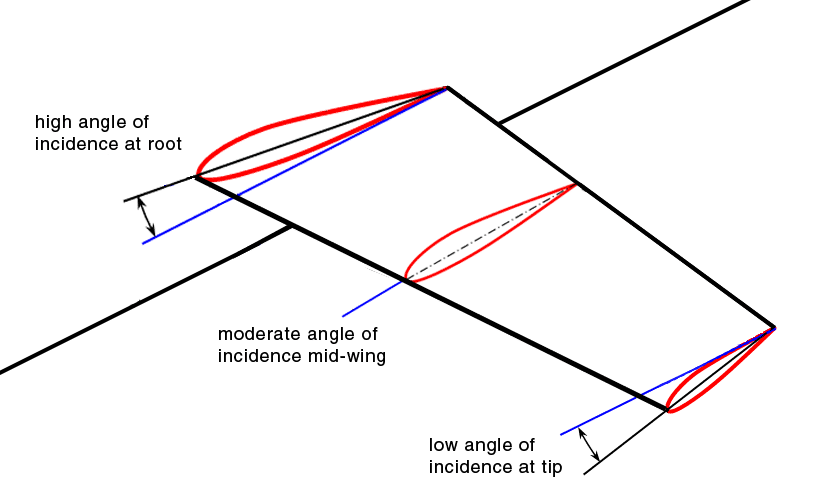 high angle of
incidence at root
moderate angle of
incidence mid-wing
low angle of
incidence at tip